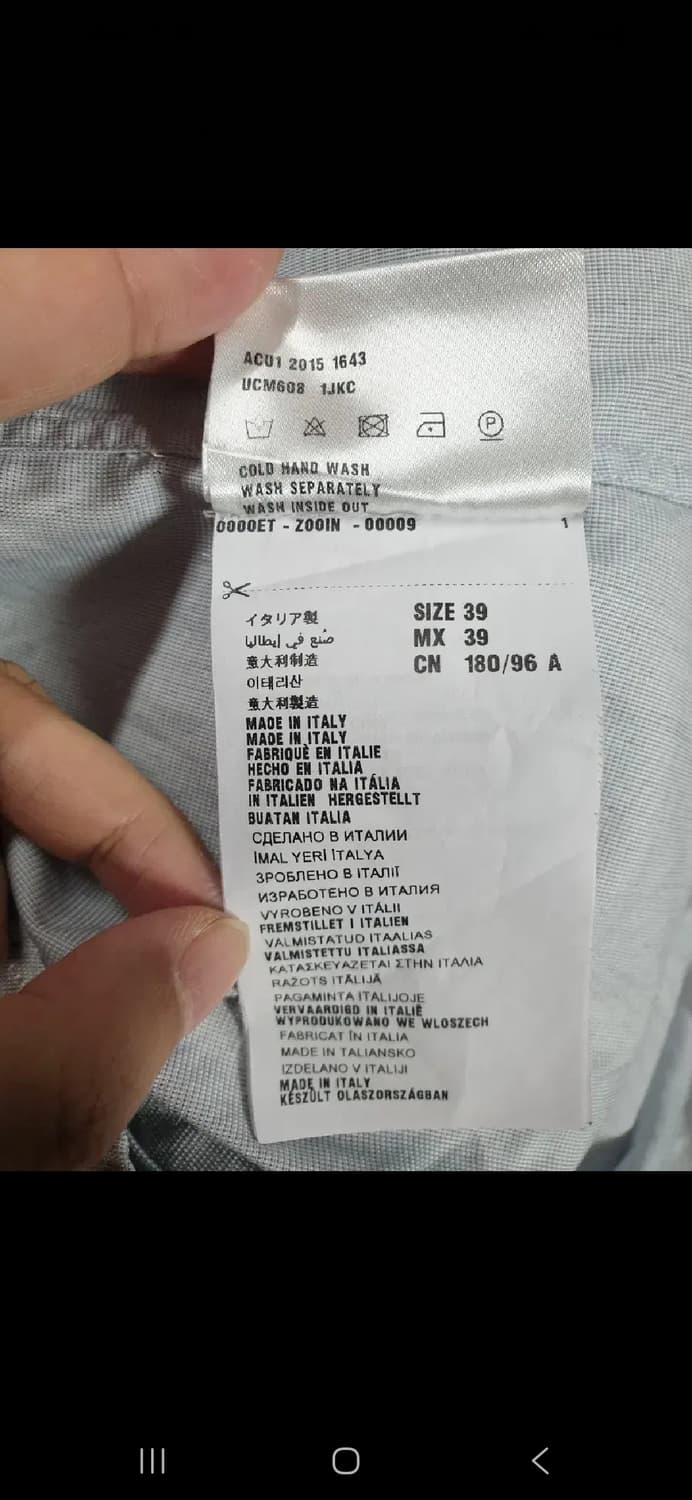 ACU1 2015 1643
UCM608 1JKC
P
COLD HAND WASH
WASH SEPARATELY
WASH INSIDE OUT
0000ET - Z00IN - 00009 1
イタリア製 SIZE 39
صُنع في إيطاليا MX 39
意大利制造 CN 180/96 A
이태리산
意大利製造
MADE IN ITALY
MADE IN ITALY
FABRIQUÈ EN ITALIE
HECHO EN ITALIA
FABRICADO NA ITÁLIA
IN ITALIEN HERGESTELLT
BUATAN ITALIA
СДЕЛАНО В ИТАЛИИ
İMAL YERİ İTALYA
ЗРОБЛЕНО В ІТАЛІЇ
ИЗРАБОТЕНО В ИТАЛИЯ
VYROBENO V ITÁLII
FREMSTILLET I ITALIEN
VALMISTATUD ITAALIAS
VALMISTETTU ITALIASSA
ΚΑΤΑΣΚΕΥΑΖΕΤΑΙ ΣΤΗΝ ΙΤΑΛΙΑ
RAŽOTS ITĀLIJĀ
PAGAMINTA ITALIJOJE
VERVAARDIGD IN ITALIË
WYPRODUKOWANO WE WLOSZECH
FABRICAT ÎN ITALIA
MADE IN TALIANSKO
IZDELANO V ITALIJI
MADE IN ITALY
KÉSZÜLT OLASZORSZÁGBAN